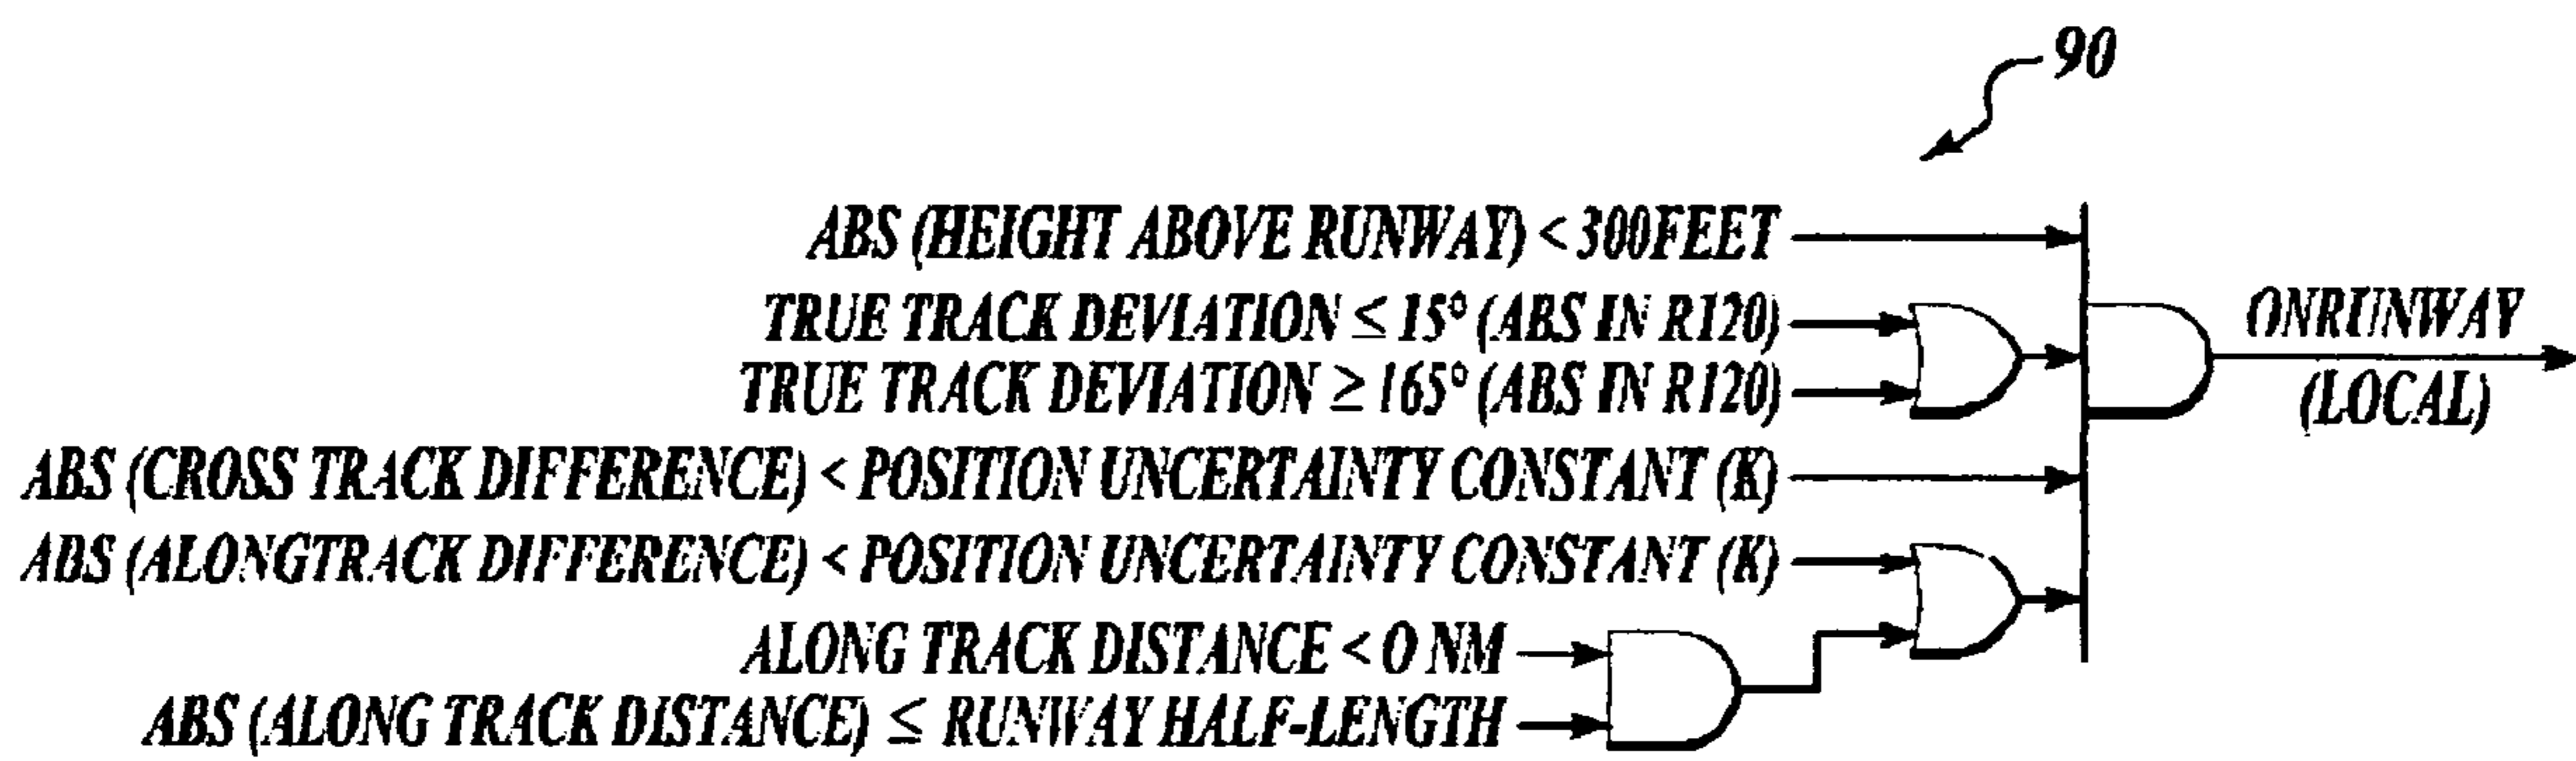 90
ABS (HEIGHT ABOVE RUNWAY) < 300FEET
TRUE TRACK DEVIATION ≤ 15° (ABS IN R120)
TRUE TRACK DEVIATION ≥ 165° (ABS IN R120)
ONRUNWAY
(LOCAL)
ABS (CROSS TRACK DIFFERENCE) < POSITION UNCERTAINTY CONSTANT (K)
ABS (ALONGTRACK DIFFERENCE) < POSITION UNCERTAINTY CONSTANT (K)
ALONG TRACK DISTANCE < 0 NM
ABS (ALONG TRACK DISTANCE) ≤ RUNWAY HALF-LENGTH